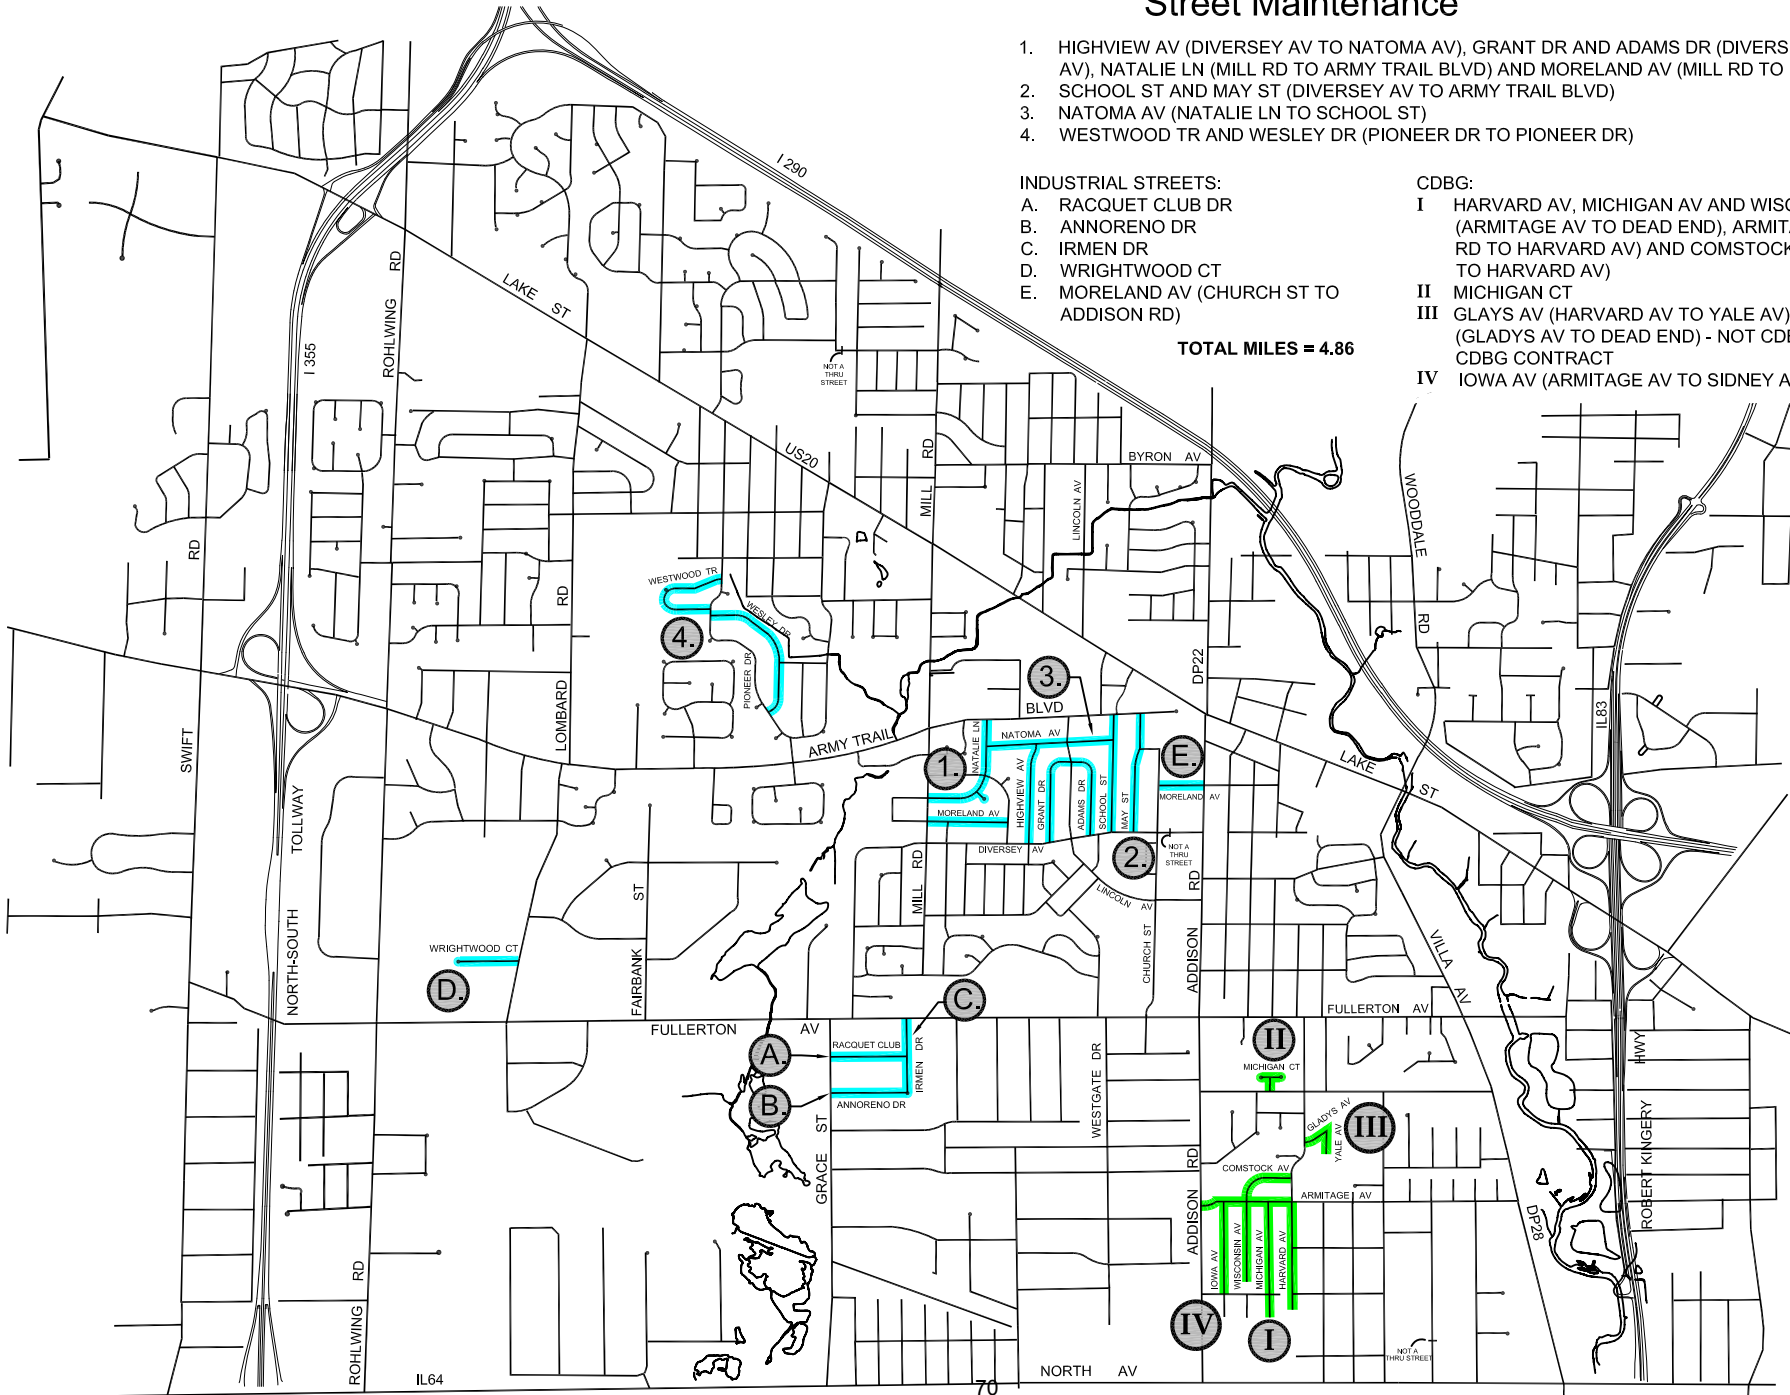 Street Maintenance
1. HIGHVIEW AV (DIVERSEY AV TO NATOMA AV), GRANT DR AND ADAMS DR (DIVERS
AV), NATALIE LN (MILL RD TO ARMY TRAIL BLVD) AND MORELAND AV (MILL RD TO
2. SCHOOL ST AND MAY ST (DIVERSEY AV TO ARMY TRAIL BLVD)
3. NATOMA AV (NATALIE LN TO SCHOOL ST)
4. WESTWOOD TR AND WESLEY DR (PIONEER DR TO PIONEER DR)
INDUSTRIAL STREETS:
A. RACQUET CLUB DR
B. ANNORENO DR
C. IRMEN DR
D. WRIGHTWOOD CT
E. MORELAND AV (CHURCH ST TO
ADDISON RD)
TOTAL MILES = 4.86
CDBG:
I HARVARD AV, MICHIGAN AV AND WISC
(ARMITAGE AV TO DEAD END), ARMITA
RD TO HARVARD AV) AND COMSTOCK
TO HARVARD AV)
II MICHIGAN CT
III GLAYS AV (HARVARD AV TO YALE AV)
(GLADYS AV TO DEAD END) - NOT CDB
CDBG CONTRACT
IV IOWA AV (ARMITAGE AV TO SIDNEY A
I 290
LAKE ST
ROHLWING RD
I 355
NOT A
THRU
STREET
US20
MILL RD
BYRON AV
LINCOLN AV
WOODDALE RD
RD
WESTWOOD TR
WESLEY DR
4.
PIONEER DR
LOMBARD RD
DP22
3.
BLVD
IL83
ARMY TRAIL
NATALIE LN
NATOMA AV
SWIFT
1.
E.
LAKE ST
HIGHVIEW AV
GRANT DR
ADAMS DR
SCHOOL ST
MAY ST
MORELAND AV
MORELAND AV
TOLLWAY
DIVERSEY AV
2.
NOT A
THRU
STREET
MILL RD
LINCOLN AV
RD
FAIRBANK ST
WRIGHTWOOD CT
D.
NORTH-SOUTH
CHURCH ST
ADDISON
VILLA AV
C.
FULLERTON AV
FULLERTON AV
A.
RACQUET CLUB
IRMEN DR
II
MICHIGAN CT
HWY
B.
ANNORENO DR
WESTGATE DR
GLADYS AV
YALE AV
III
GRACE ST
ROBERT KINGERY
COMSTOCK AV
ARMITAGE AV
ADDISON RD
IOWA AV
WISCONSIN AV
MICHIGAN AV
HARVARD AV
DP28
ROHLWING RD
IV
I
NOT A
THRU STREET
IL64
NORTH AV
70